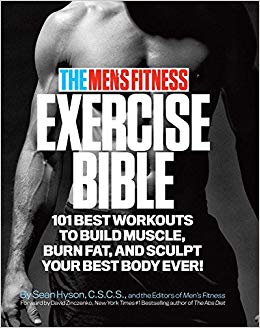 THE MEN'S FITNESS
EXERCISE
BIBLE
101 BEST WORKOUTS
TO BUILD MUSCLE,
BURN FAT, AND SCULPT
YOUR BEST BODY EVER!
By Sean Hyson, C.S.C.S., and the Editors of Men's Fitness
Forward by David Zinczenko, New York Times #1 Bestselling author of The Abs Diet